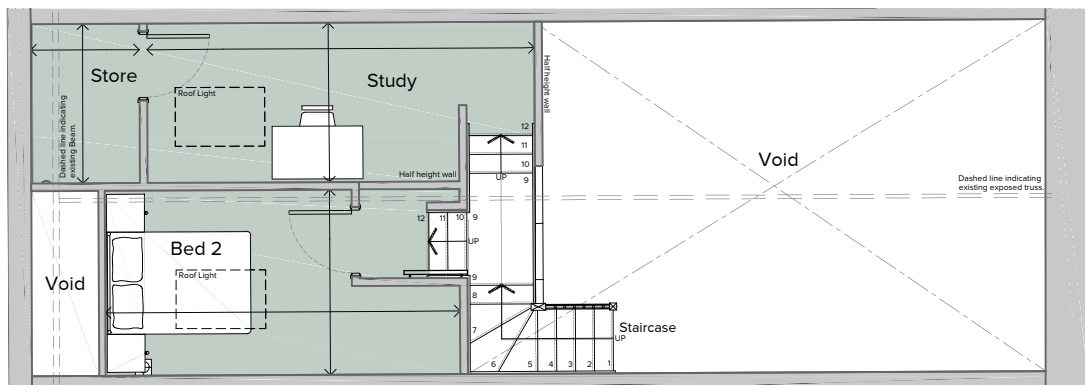 Store
Study
Roof Light
Half height wall
Dashed line indicating
existing Beam.
12
11
10
9
UP
Half height wall
Void
Dashed line indicating
existing exposed truss.
12
11
10
9
UP
Bed 2
Roof Light
Void
9
8
7
6
5
4
3
2
1
UP
Staircase